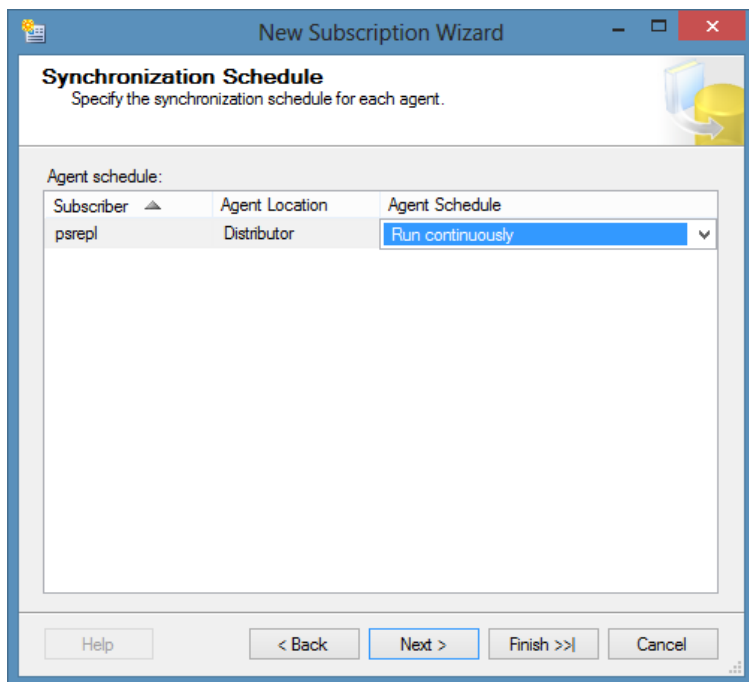 New Subscription Wizard
Synchronization Schedule
Specify the synchronization schedule for each agent.
Agent schedule:
Subscriber Agent Location Agent Schedule
psrepl Distributor Run continuously
Help < Back Next > Finish >>| Cancel